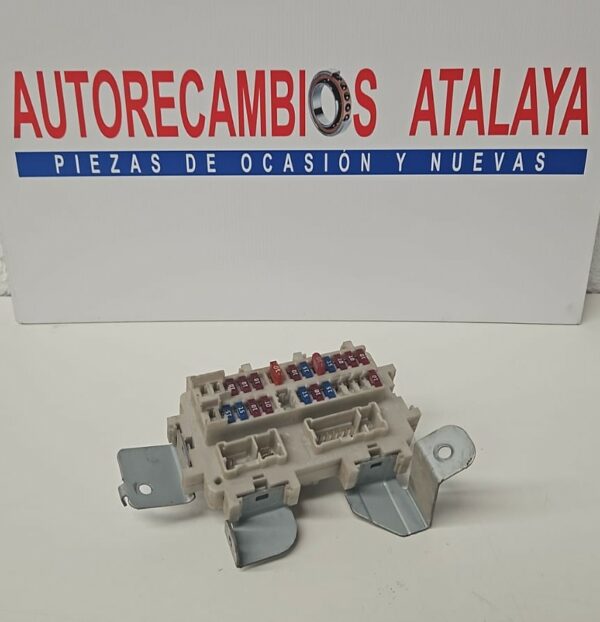 AUTORECAMBIOS ATALAYA
PIEZAS DE OCASIÓN Y NUEVAS